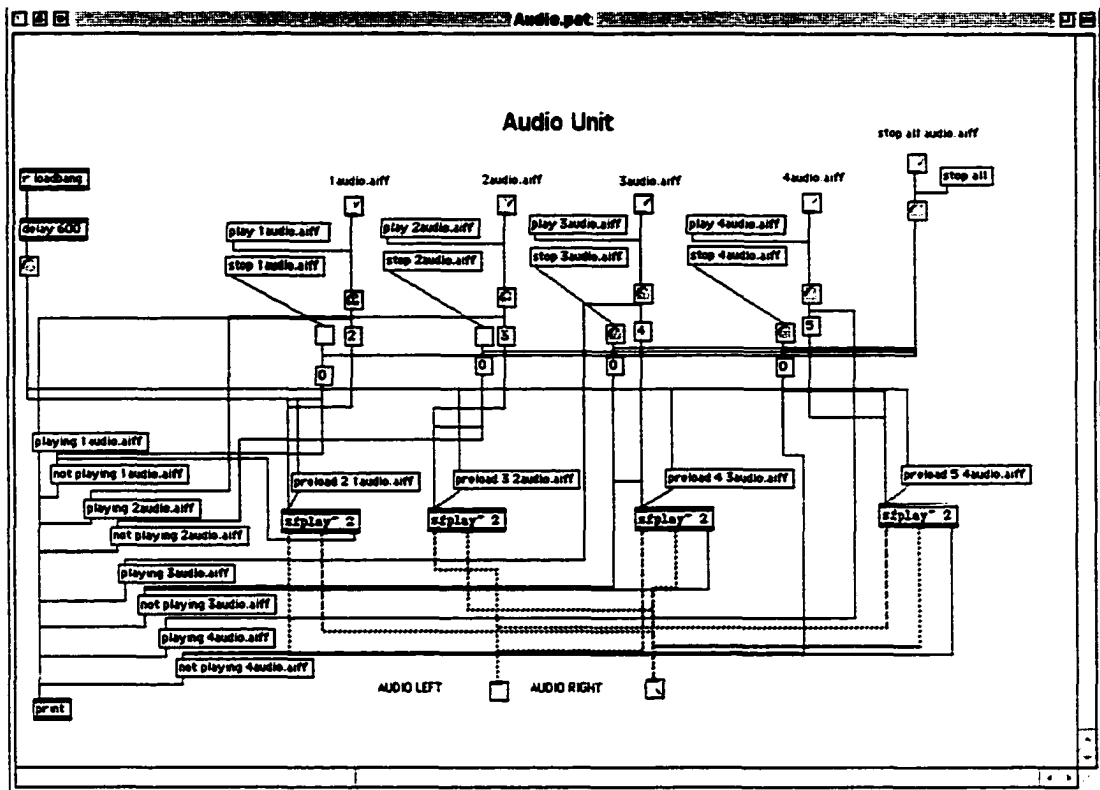 Audio.pat
Audio Unit
stop all audio.aiff
r loadbang
1audio.aiff
2audio.aiff
3audio.aiff
4audio.aiff
stop all
delay 600
play 1audio.aiff
play 2audio.aiff
play 3audio.aiff
play 4audio.aiff
stop 1audio.aiff
stop 2audio.aiff
stop 3audio.aiff
stop 4audio.aiff
2
3
4
5
0
0
0
0
playing 1audio.aiff
not playing 1audio.aiff
preload 2 1audio.aiff
preload 3 2audio.aiff
preload 4 3audio.aiff
preload 5 4audio.aiff
playing 2audio.aiff
sfplay~ 2
sfplay~ 2
sfplay~ 2
sfplay~ 2
not playing 2audio.aiff
playing 3audio.aiff
not playing 3audio.aiff
playing 4audio.aiff
not playing 4audio.aiff
AUDIO LEFT
AUDIO RIGHT
print